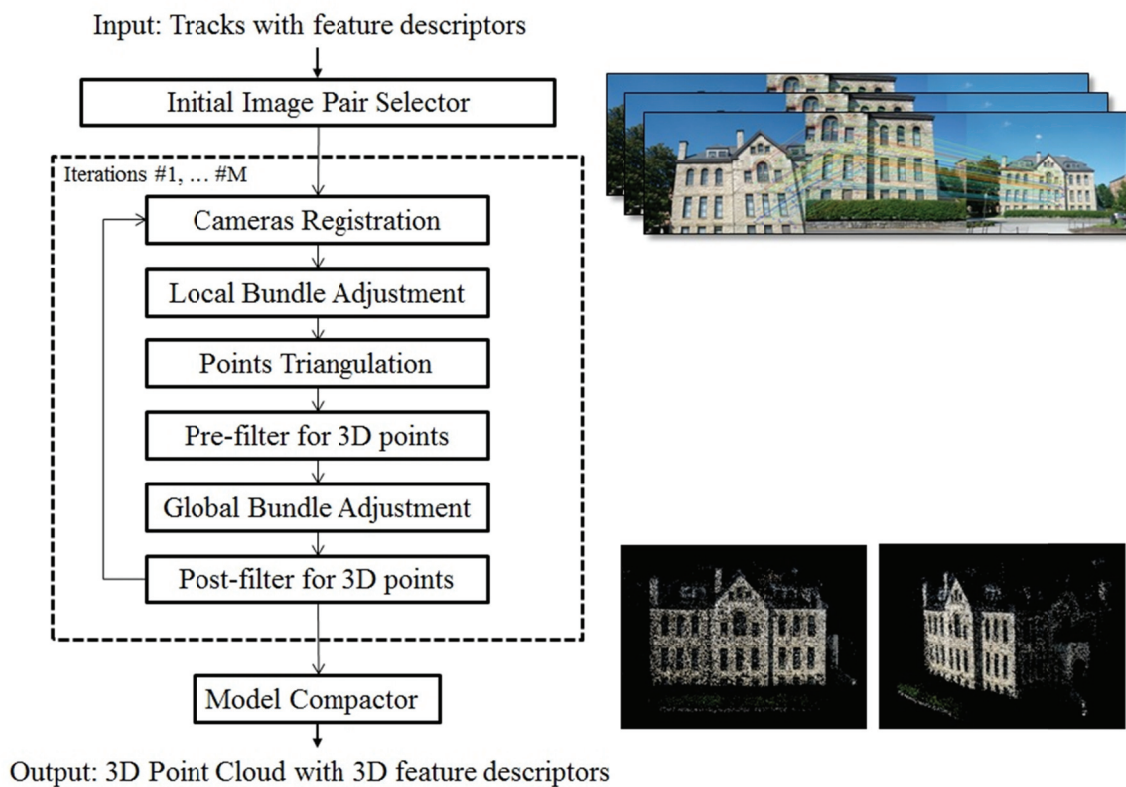 Input: Tracks with feature descriptors
Initial Image Pair Selector
Iterations #1, ... #M
Cameras Registration
Local Bundle Adjustment
Points Triangulation
Pre-filter for 3D points
Global Bundle Adjustment
Post-filter for 3D points
Model Compactor
Output: 3D Point Cloud with 3D feature descriptors